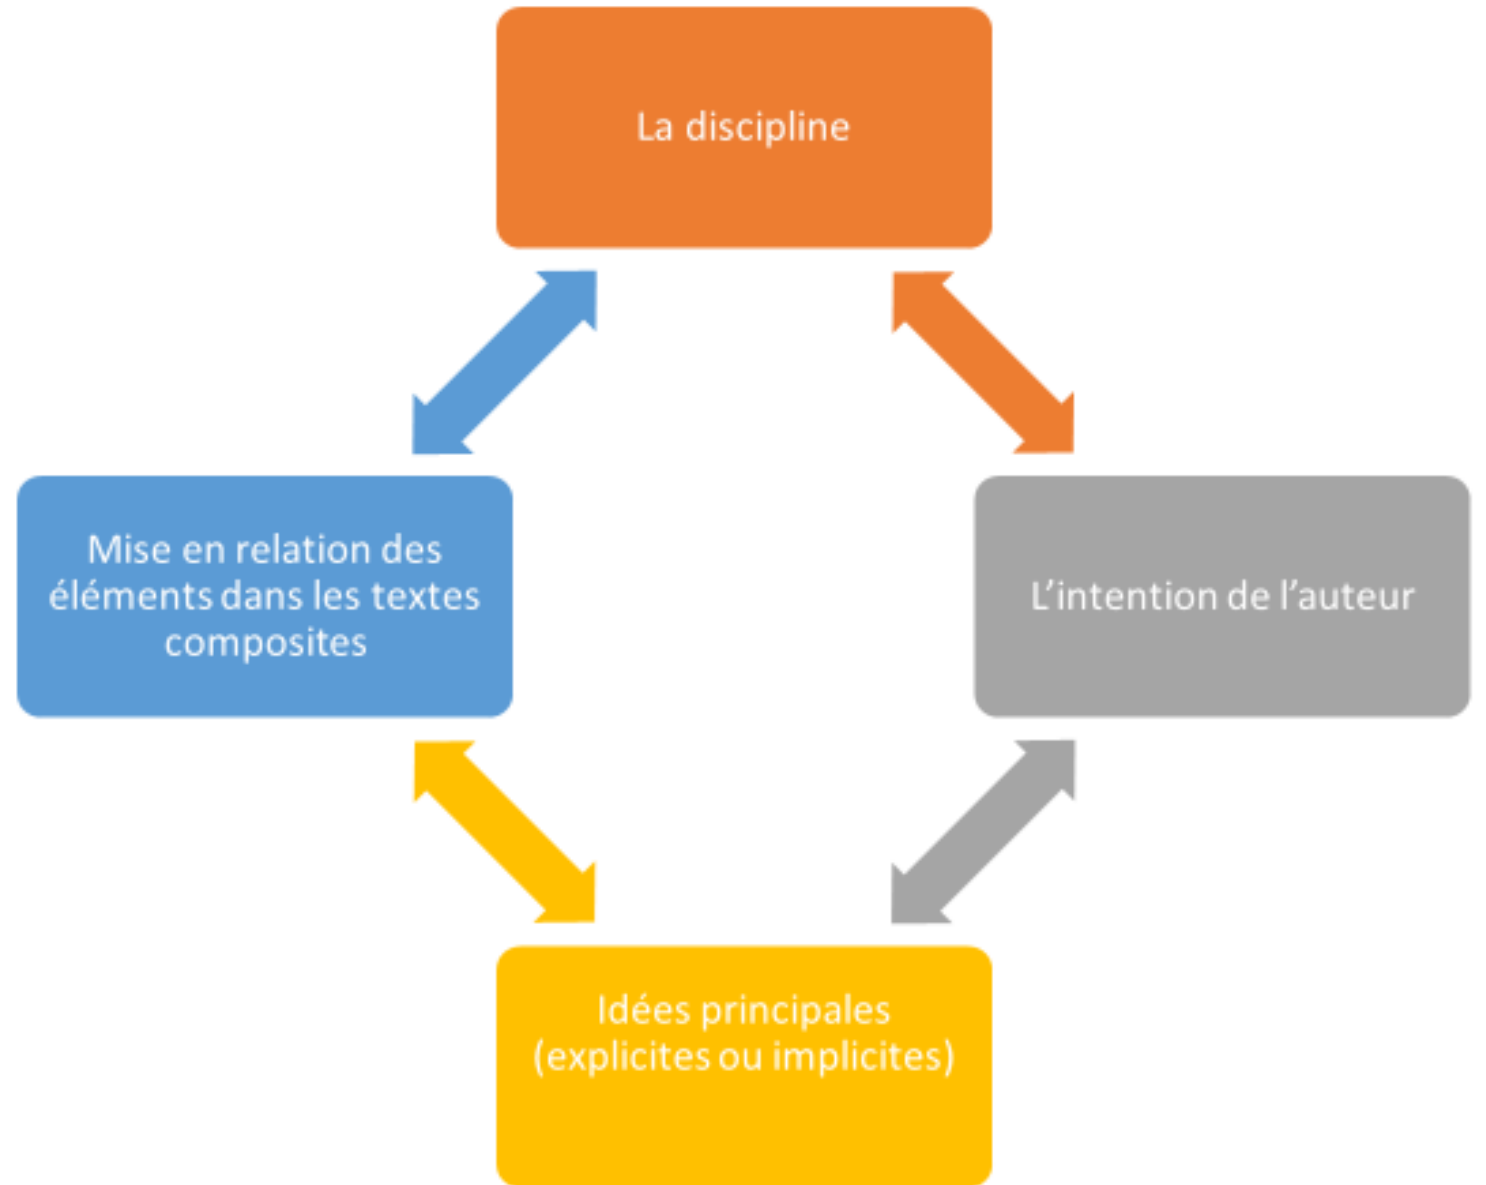 La discipline
Mise en relation des
éléments dans les textes
composites
L’intention de l’auteur
Idées principales
(explicites ou implicites)